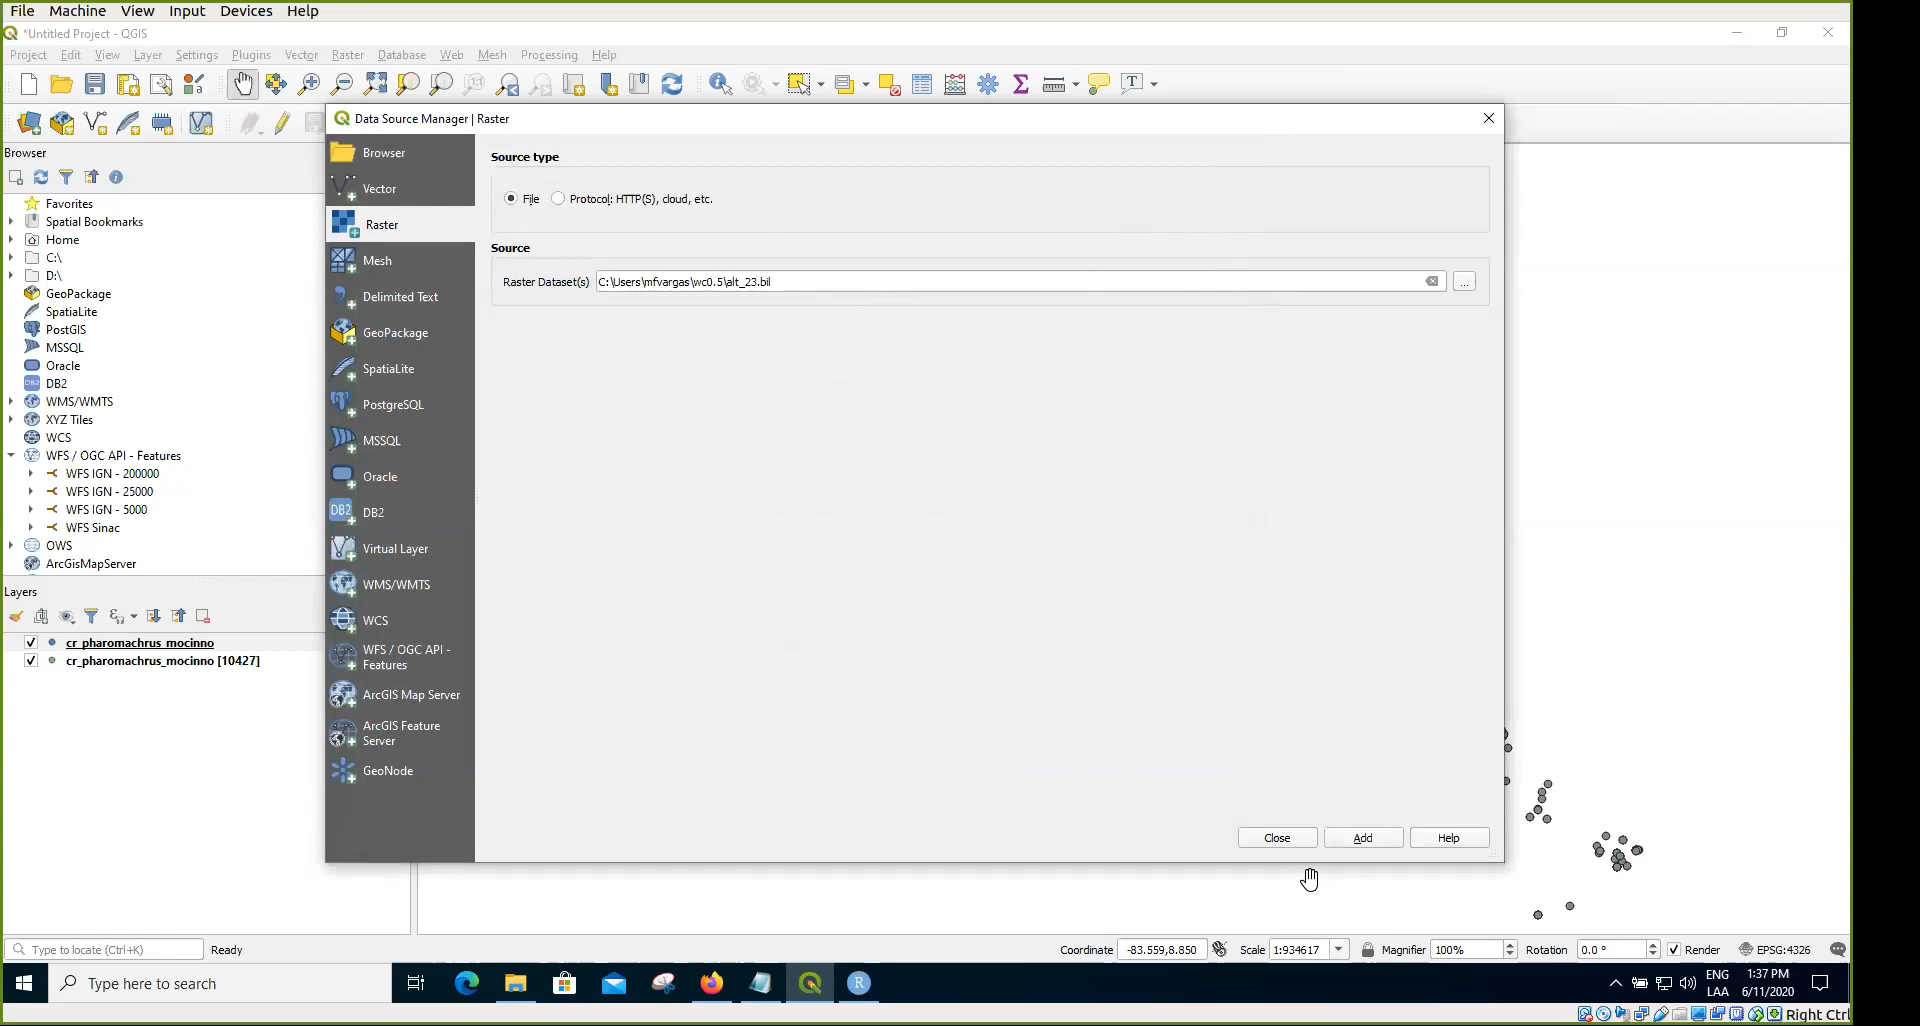 File Machine View Input Devices Help
*Untitled Project - QGIS
Project Edit View Layer Settings Plugins Vector Raster Database Web Mesh Processing Help
Data Source Manager | Raster
Browser
Favorites
Spatial Bookmarks
Home
C:\
D:\
GeoPackage
SpatiaLite
PostGIS
MSSQL
Oracle
DB2
WMS/WMTS
XYZ Tiles
WCS
WFS / OGC API - Features
WFS IGN - 200000
WFS IGN - 25000
WFS IGN - 5000
WFS Sinac
OWS
ArcGisMapServer
Layers
cr_pharomachrus_mocinno
cr_pharomachrus_mocinno [10427]
Browser
Vector
Raster
Mesh
Delimited Text
GeoPackage
SpatiaLite
PostgreSQL
MSSQL
Oracle
DB2
DB2
Virtual Layer
WMS/WMTS
WCS
WFS / OGC API -
Features
ArcGIS Map Server
ArcGIS Feature
Server
GeoNode
Source type
File Protocol: HTTP(S), cloud, etc.
Source
Raster Dataset(s) C:\Users\mfvargas\wc0.5\alt_23.bil ...
Close Add Help
Type to locate (Ctrl+K) Ready Coordinate -83.559,8.850 Scale 1:934617 Magnifier 100% Rotation 0.0 ° Render EPSG:4326
Type here to search
ENG
LAA
1:37 PM
6/11/2020
Right Ctrl